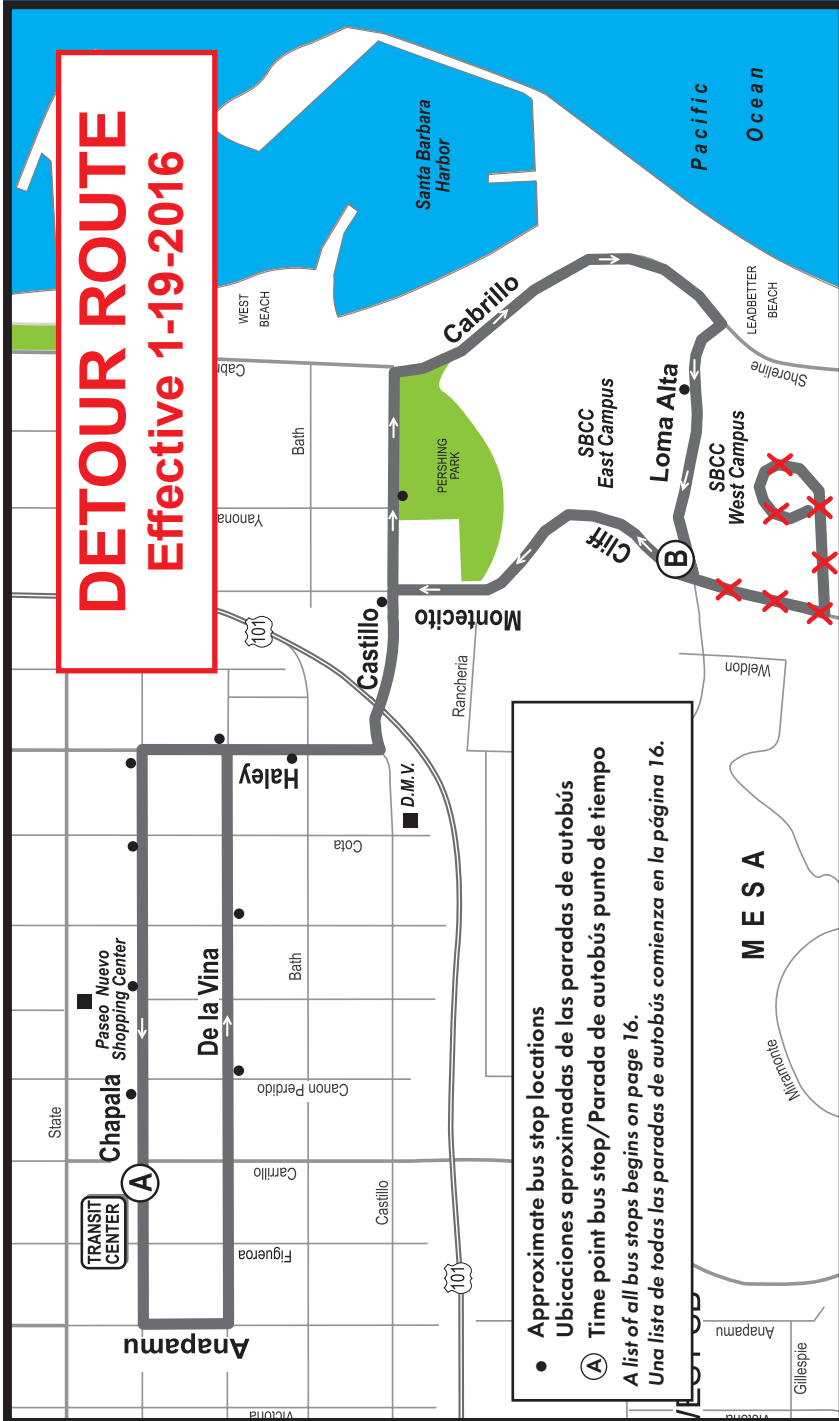 DETOUR ROUTE
Effective 1-19-2016
Pacific
Ocean
Santa Barbara
Harbor
WEST
BEACH
LEADBETTER
BEACH
Cabrillo
Shoreline
Cabr
Bath
Yanona
PERSHING
PARK
SBCC
East Campus
Loma Alta
SBCC
West Campus
Cliff
B
Montecito
Castillo
101
Rancheria
Weldon
Haley
D.M.V.
Cota
Paseo Nuevo
Shopping Center
De la Vina
Bath
Canon Perdido
State
Chapala
A
Carrillo
TRANSIT
CENTER
Castillo
Figueroa
101
Anapamu
Victoria
MESA
Miramonte
Anapamu
Gillespie
Approximate bus stop locations
Ubicaciones aproximadas de las paradas de autobús
A Time point bus stop/Parada de autobús punto de tiempo
A list of all bus stops begins on page 16.
Una lista de todas las paradas de autobús comienza en la página 16.